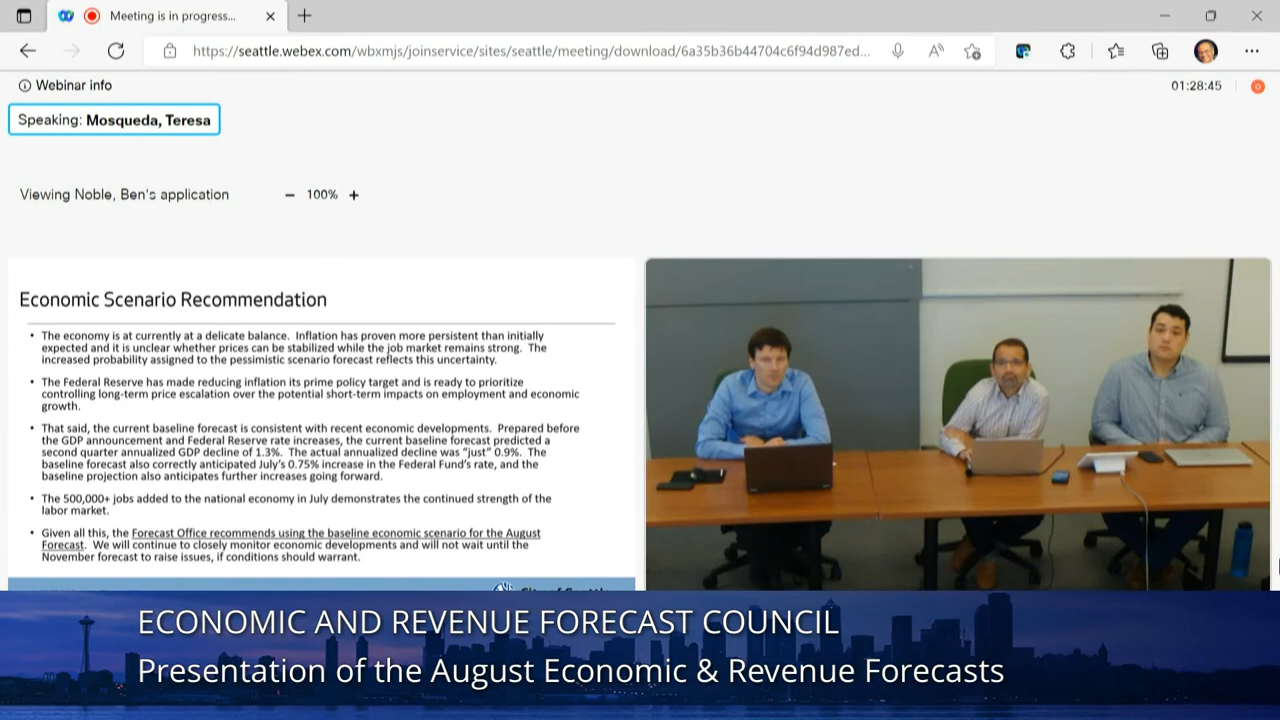 Meeting is in progress...
https://seattle.webex.com/wbxmjs/joinservice/sites/seattle/meeting/download/6a35b36b44704c6f94d987ed...
Webinar info
01:28:45
Speaking: Mosqueda, Teresa
Viewing Noble, Ben's application
− 100% +
Economic Scenario Recommendation
• The economy is at currently at a delicate balance. Inflation has proven more persistent than initially
expected and it is unclear whether prices can be stabilized while the job market remains strong. The
increased probability assigned to the pessimistic scenario forecast reflects this uncertainty.
• The Federal Reserve has made reducing inflation its prime policy target and is ready to prioritize
controlling long-term price escalation over the potential short-term impacts on employment and economic
growth.
• That said, the current baseline forecast is consistent with recent economic developments. Prepared before
the GDP announcement and Federal Reserve rate increases, the current baseline forecast predicted a
second quarter annualized GDP decline of 1.3%. The actual annualized decline was "just" 0.9%. The
baseline forecast also correctly anticipated July's 0.75% increase in the Federal Fund's rate, and the
baseline projection also anticipates further increases going forward.
• The 500,000+ jobs added to the national economy in July demonstrates the continued strength of the
labor market.
• Given all this, the Forecast Office recommends using the baseline economic scenario for the August
Forecast. We will continue to closely monitor economic developments and will not wait until the
November forecast to raise issues, if conditions should warrant.
ECONOMIC AND REVENUE FORECAST COUNCIL
Presentation of the August Economic & Revenue Forecasts